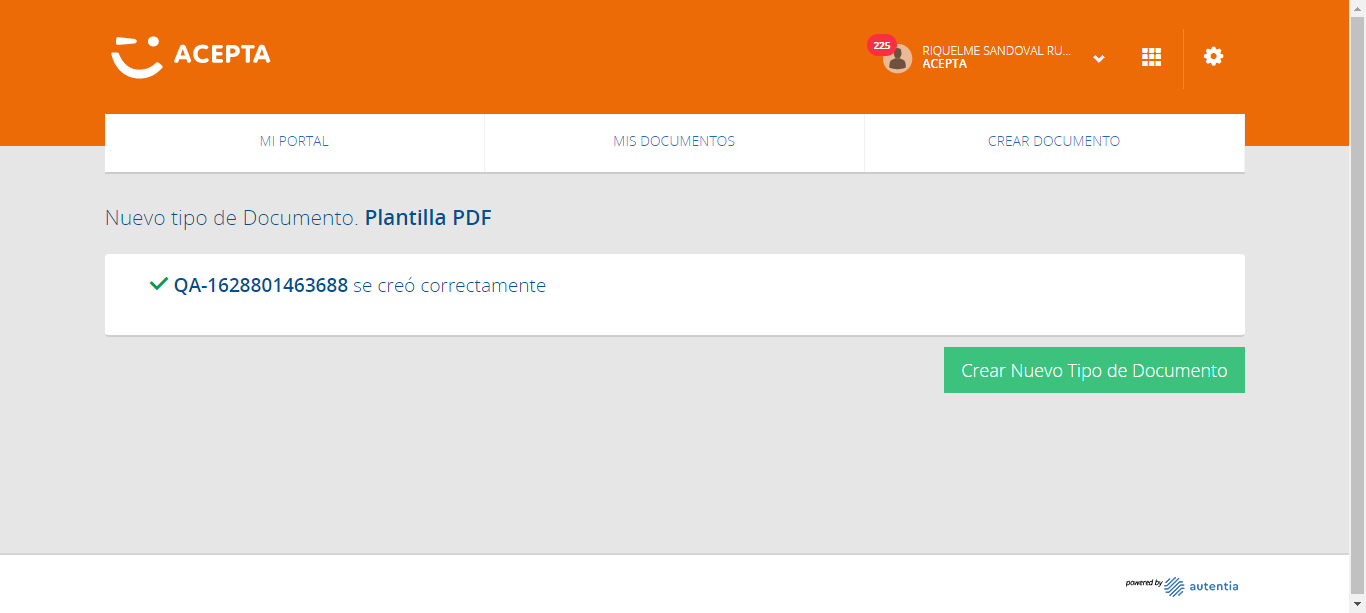 ACEPTA
225
RIQUELME SANDOVAL RU...
ACEPTA
MI PORTAL
MIS DOCUMENTOS
CREAR DOCUMENTO
Nuevo tipo de Documento. Plantilla PDF
QA-1628801463688 se creó correctamente
Crear Nuevo Tipo de Documento
powered by autentia